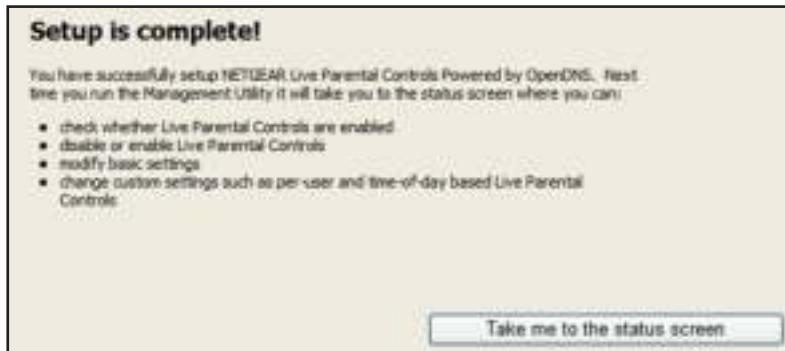 Setup is complete!
You have successfully setup NETGEAR Live Parental Controls Powered by OpenDNS. Next
time you run the Management Utility it will take you to the status screen where you can:
• check whether Live Parental Controls are enabled
• disable or enable Live Parental Controls
• modify basic settings
• change custom settings such as per-user and time-of-day based Live Parental
Controls
Take me to the status screen